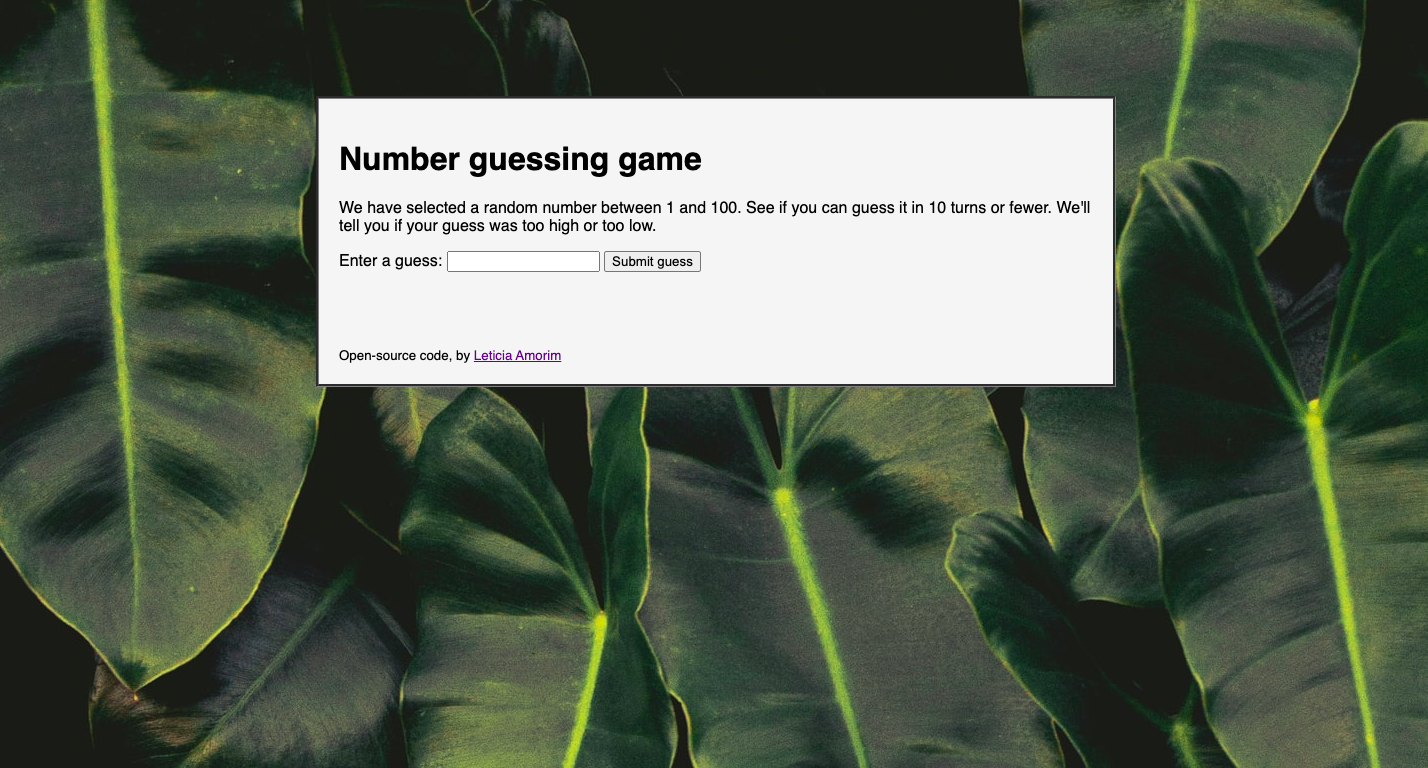 Number guessing game
We have selected a random number between 1 and 100. See if you can guess it in 10 turns or fewer. We'll
tell you if your guess was too high or too low.
Enter a guess: Submit guess
Open-source code, by Leticia Amorim